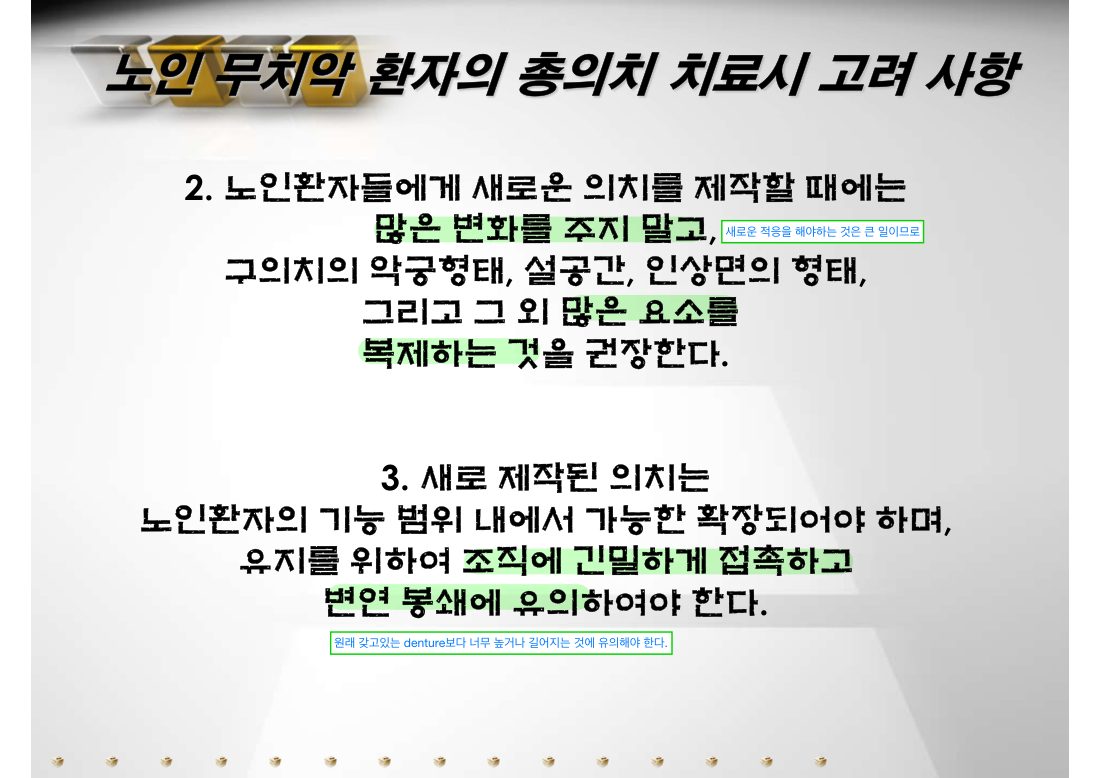 노인 무치악 환자의 총의치 치료시 고려 사항
2. 노인환자들에게 새로운 의치를 제작할 때에는
많은 변화를 주지 말고, 새로운 적응을 해야하는 것은 큰 일이므로
구의치의 악궁형태, 설공간, 인상면의 형태,
그리고 그 외 많은 요소를
복제하는 것을 권장한다.
3. 새로 제작된 의치는
노인환자의 기능 범위 내에서 가능한 확장되어야 하며,
유지를 위하여 조직에 긴밀하게 접촉하고
변연 봉쇄에 유의하여야 한다.
원래 갖고있는 denture보다 너무 높거나 길어지는 것에 유의해야 한다.